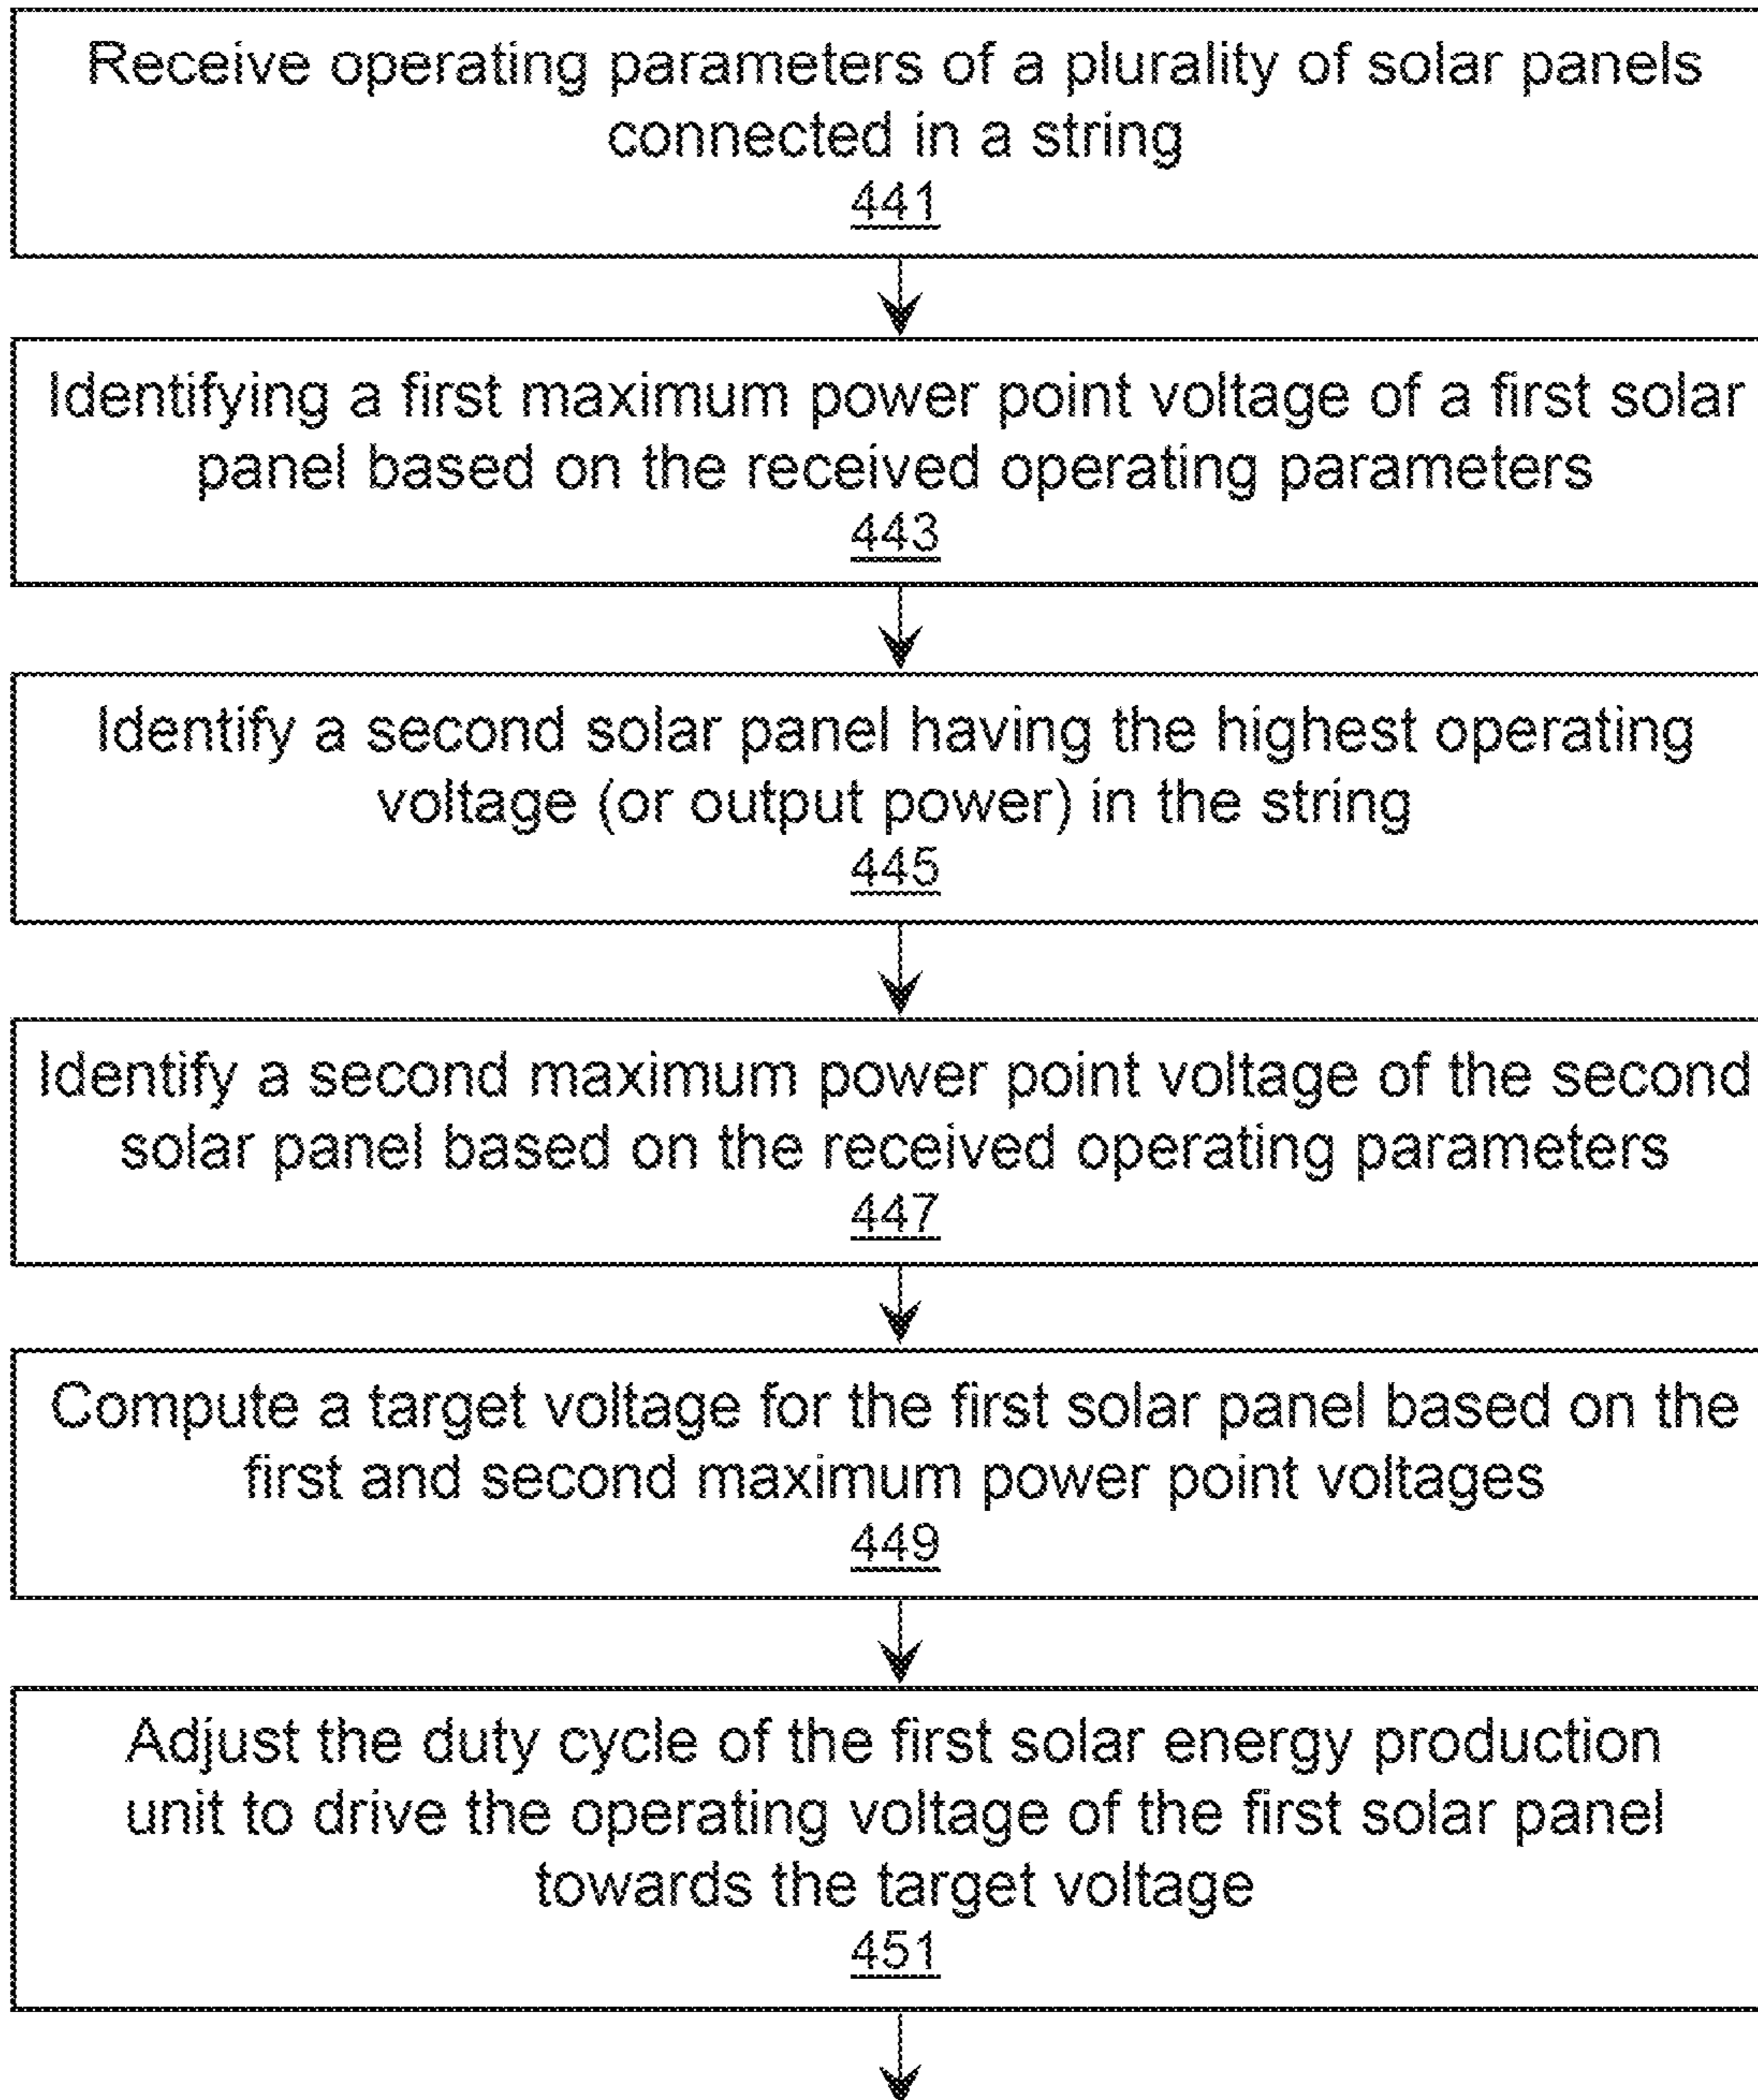 Receive operating parameters of a plurality of solar panels
connected in a string
441
Identifying a first maximum power point voltage of a first solar
panel based on the received operating parameters
443
Identify a second solar panel having the highest operating
voltage (or output power) in the string
445
Identify a second maximum power point voltage of the second
solar panel based on the received operating parameters
447
Compute a target voltage for the first solar panel based on the
first and second maximum power point voltages
449
Adjust the duty cycle of the first solar energy production
unit to drive the operating voltage of the first solar panel
towards the target voltage
451